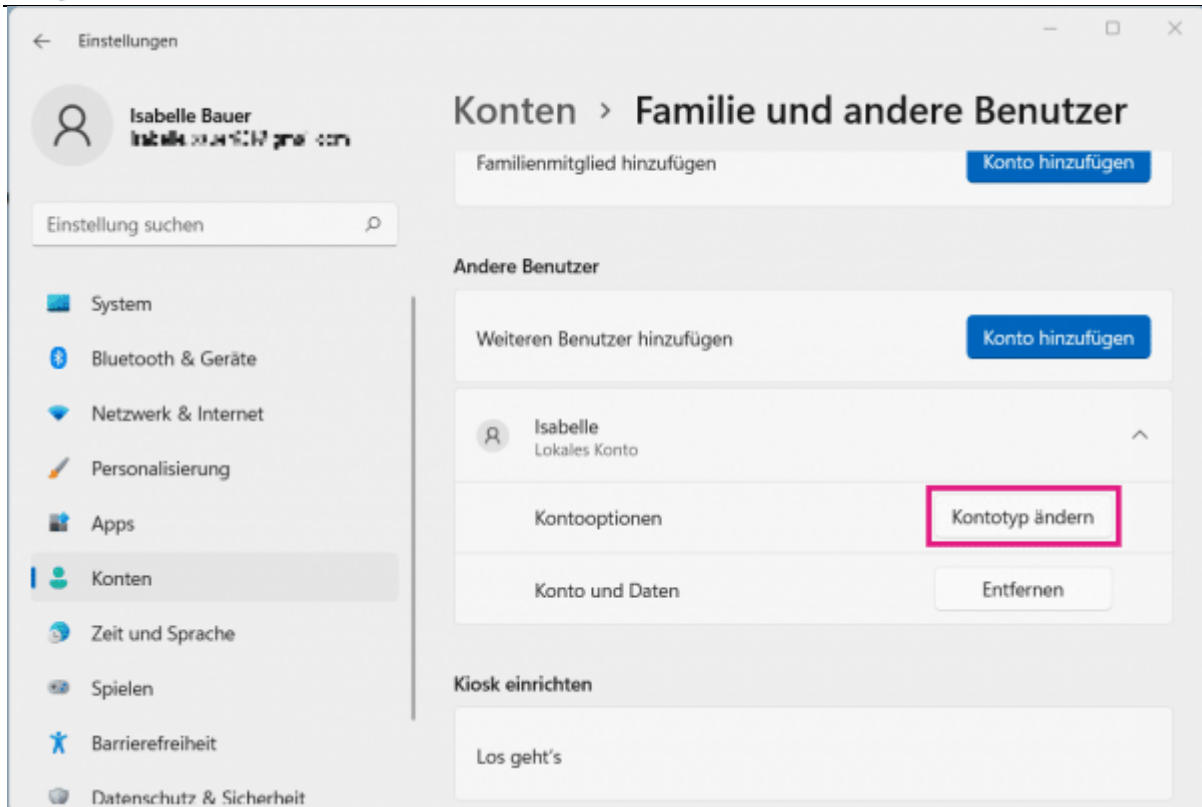 Einstellungen
Isabelle Bauer
Einstellung suchen
System
Bluetooth & Geräte
Netzwerk & Internet
Personalisierung
Apps
Konten
Zeit und Sprache
Spielen
Barrierefreiheit
Datenschutz & Sicherheit
Konten > Familie und andere Benutzer
Familienmitglied hinzufügen
Konto hinzufügen
Andere Benutzer
Weiteren Benutzer hinzufügen
Konto hinzufügen
Isabelle
Lokales Konto
Kontooptionen
Kontotyp ändern
Konto und Daten
Entfernen
Kiosk einrichten
Los geht's